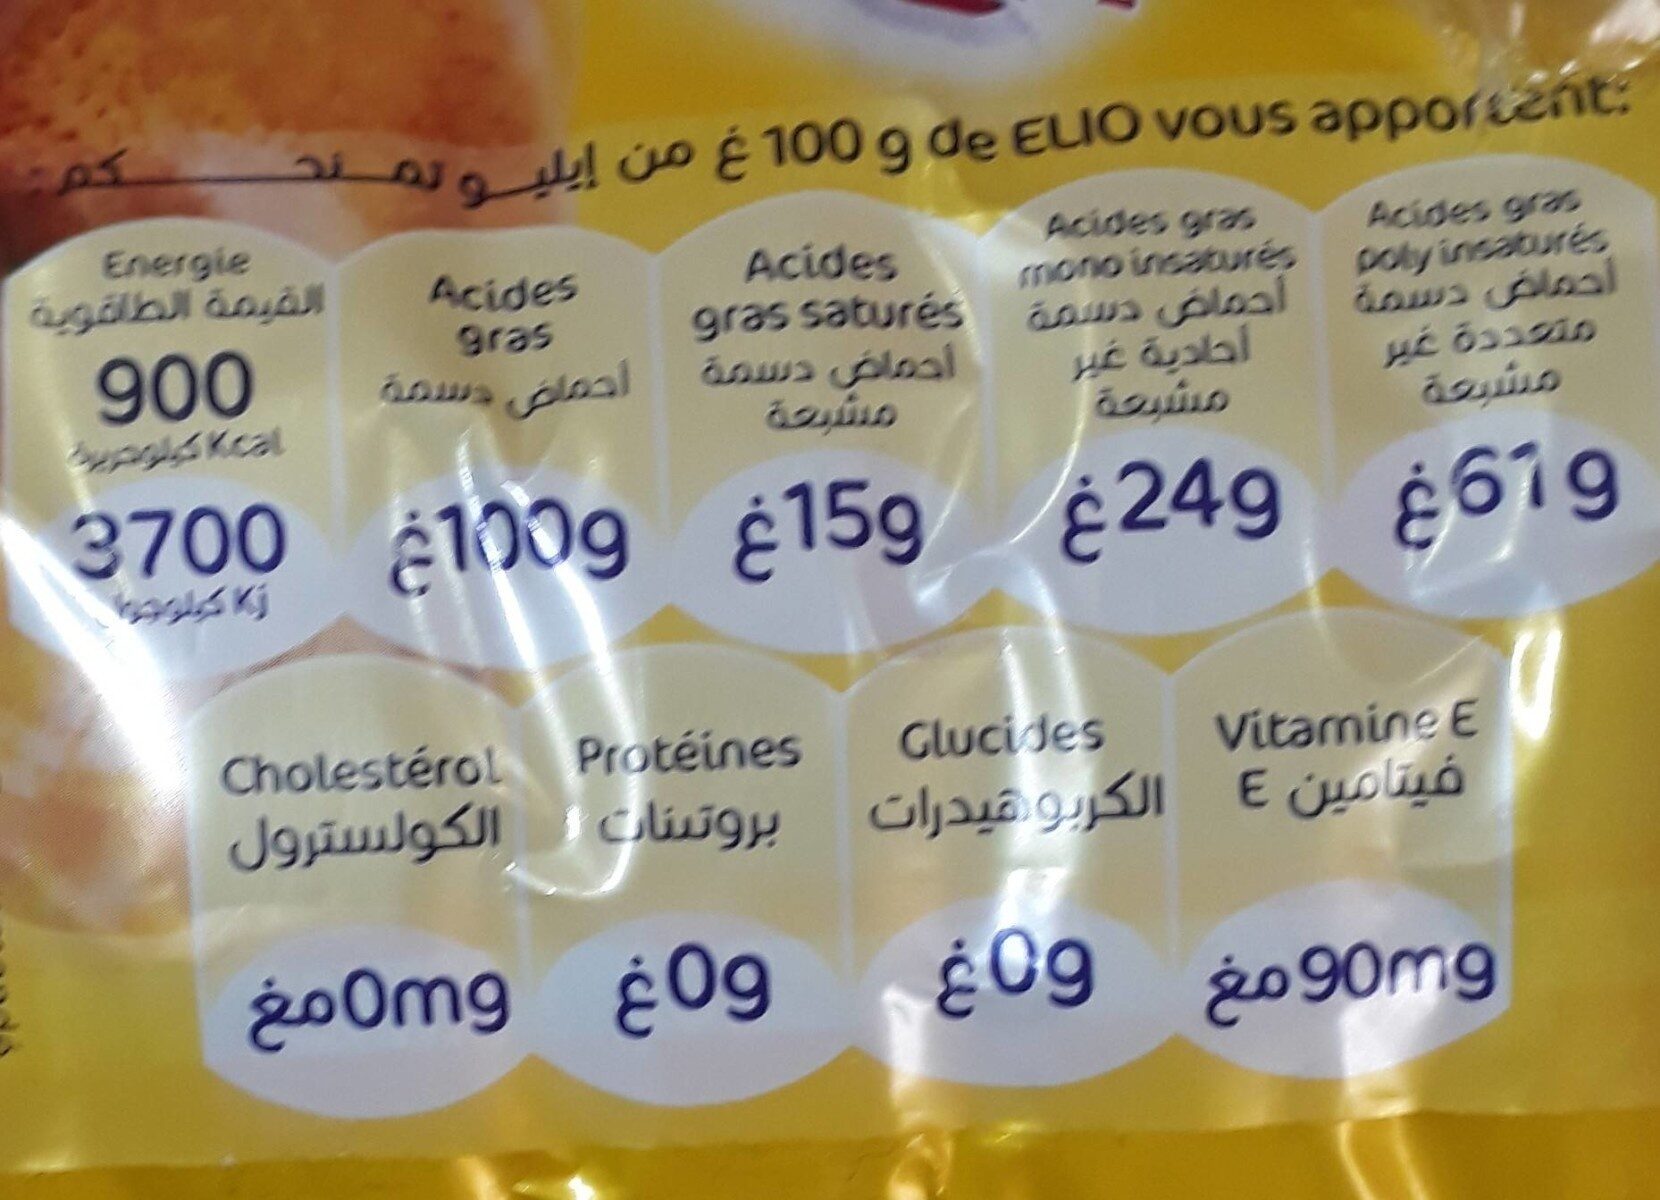 100 g de ELIO vous apportent:
غ من إيليو تمنحكم:
Energie
القيمة الطاقوية
900
Kcal كيلوحريرة
3700
Kj كيلوجول
Acides
gras
أحماض دسمة
100g غ
Acides
gras saturés
أحماض دسمة
مشبعة
15g غ
Acides gras
mono insaturés
أحماض دسمة
أحادية غير
مشبعة
24g غ
Acides gras
poly insaturés
أحماض دسمة
متعددة غير
مشبعة
61g غ
Cholestérol
الكولسترول
0mg مغ
Protéines
بروتينات
0g غ
Glucides
الكربوهيدرات
0g غ
Vitamine E
فيتامين E
90mg مغ